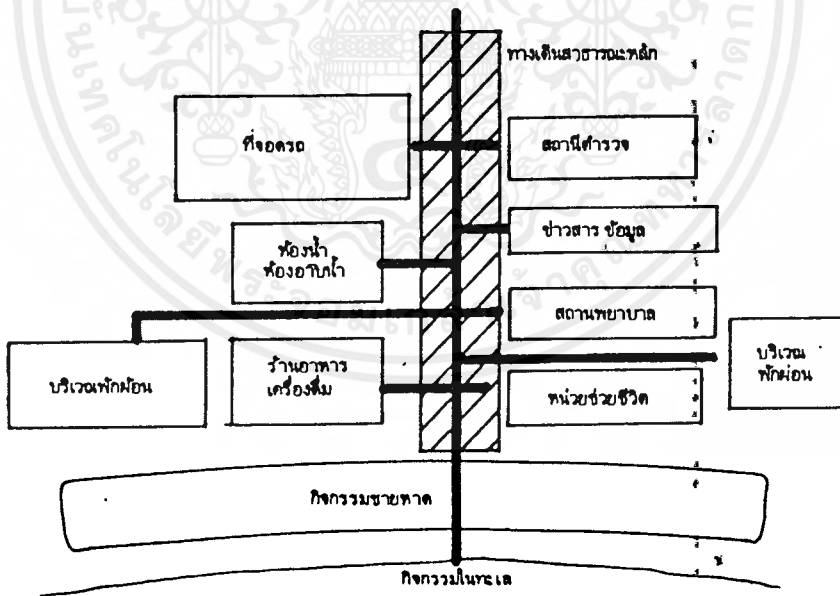 ทางเดินสาธารณะหลัก
ที่จอดรถ
สถานีตำรวจ
ข่าวสาร ข้อมูล
ห้องน้ำ
ห้องอาบน้ำ
สถานพยาบาล
บริเวณพักผ่อน
ร้านอาหาร
เครื่องดื่ม
บริเวณ
พักผ่อน
หน่วยช่วยชีวิต
กิจกรรมชายหาด
กิจกรรมในทะเล